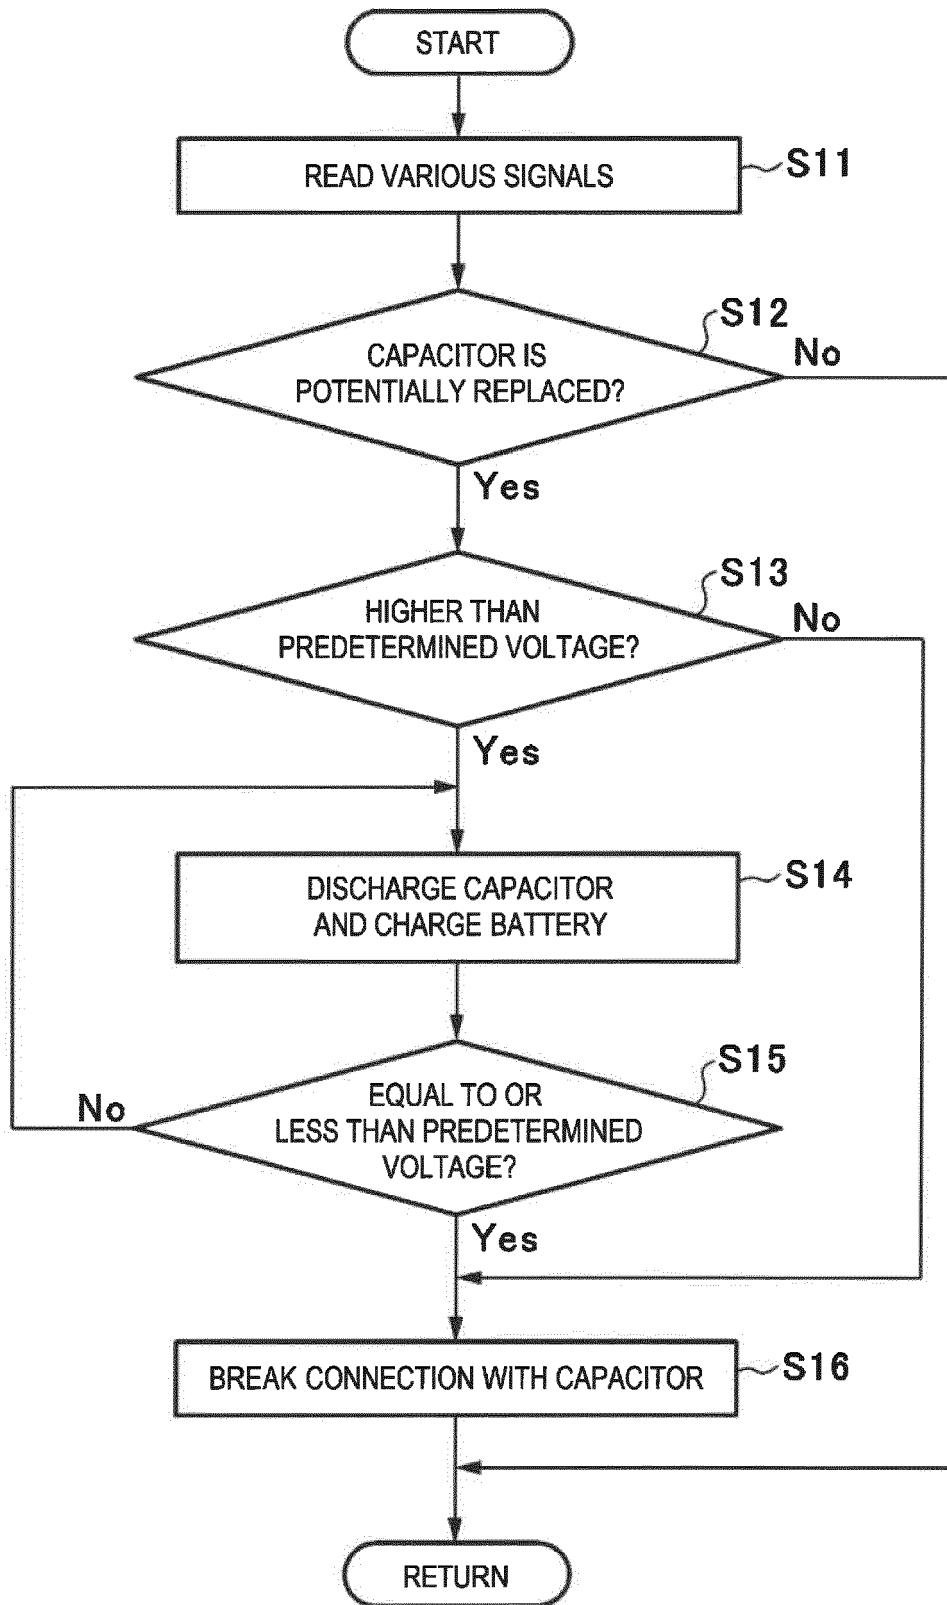 START
READ VARIOUS SIGNALS
S11
S12
CAPACITOR IS
POTENTIALLY REPLACED?
No
Yes
S13
HIGHER THAN
PREDETERMINED VOLTAGE?
No
Yes
DISCHARGE CAPACITOR
AND CHARGE BATTERY
S14
S15
EQUAL TO OR
LESS THAN PREDETERMINED
VOLTAGE?
No
Yes
BREAK CONNECTION WITH CAPACITOR
S16
RETURN